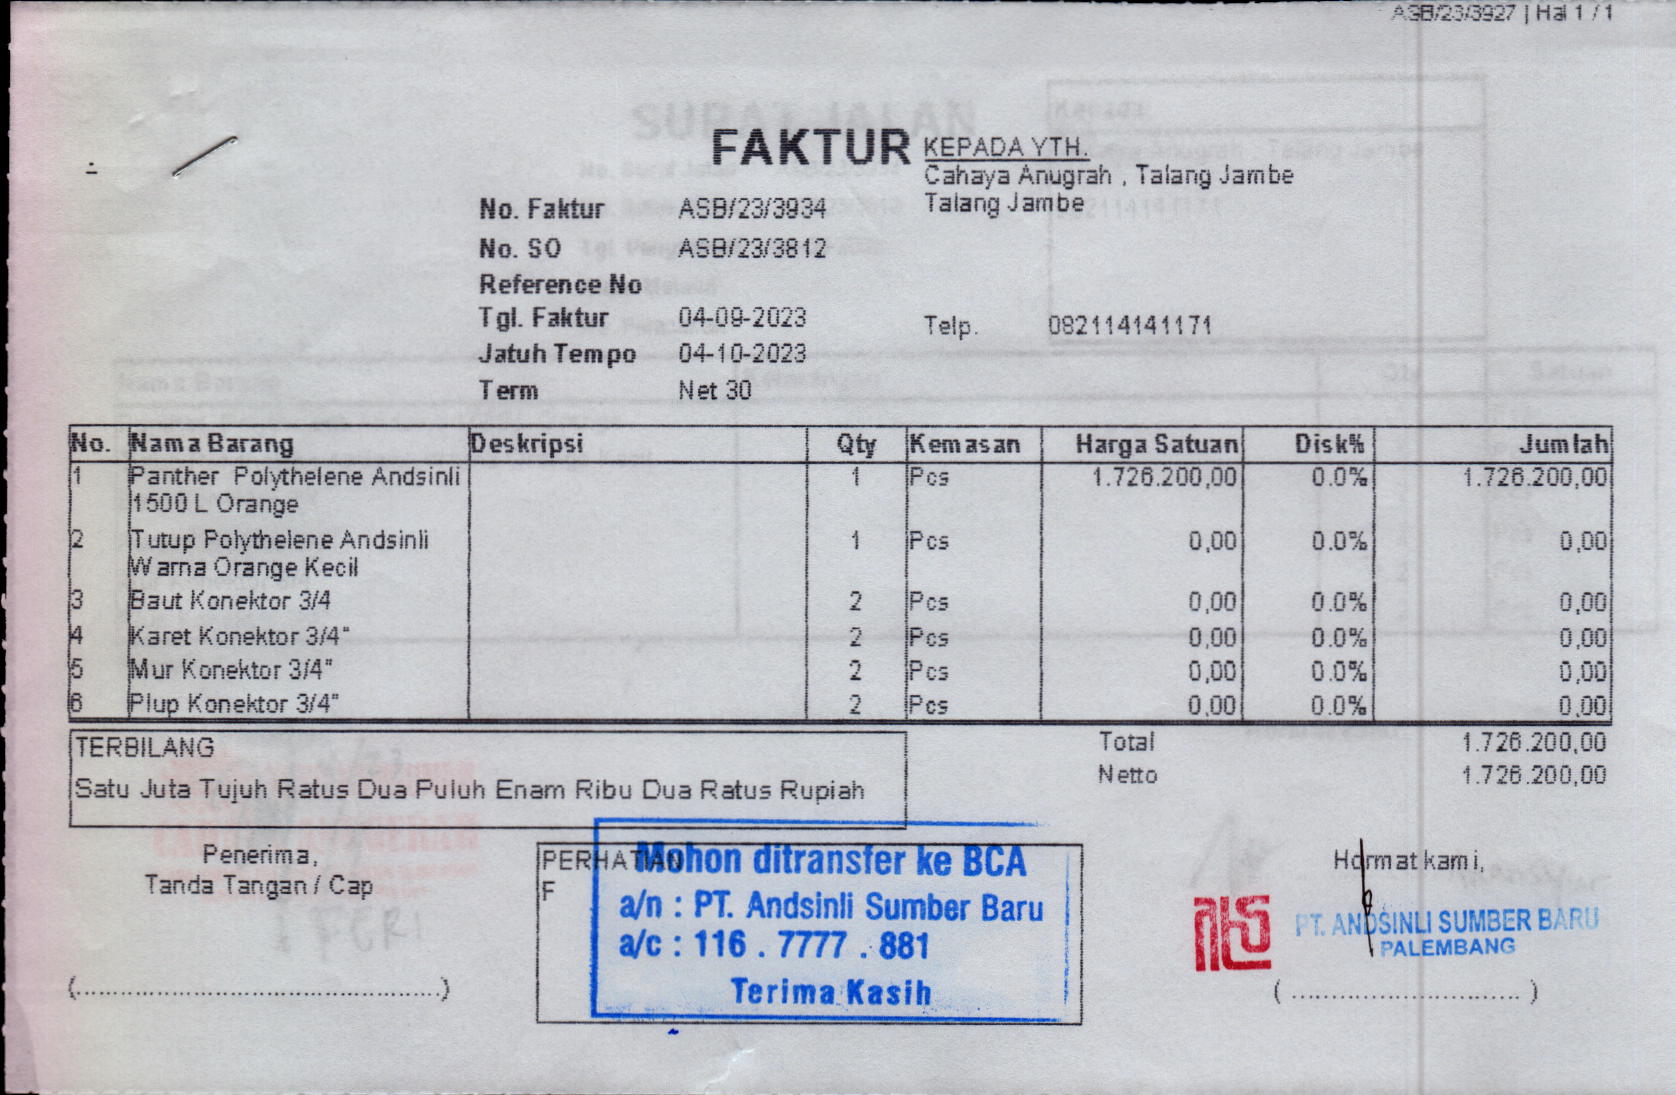 ASB/23/3927 | Hal 1 / 1
FAKTUR
KEPADA YTH.
Cahaya Anugrah , Talang Jambe
Talang Jambe
No. Faktur ASB/23/3934
No. SO ASB/23/3812
Reference No
Tgl. Faktur 04-09-2023
Telp. 082114141171
Jatuh Tempo 04-10-2023
Term Net 30
No. Nama Barang Deskripsi Qty Kemasan Harga Satuan Disk% Jumlah
1 Panther Polythelene Andsinli 1 Pcs 1.726.200,00 0.0% 1.726.200,00
1500 L Orange
2 Tutup Polythelene Andsinli 1 Pcs 0,00 0.0% 0,00
Warna Orange Kecil
3 Baut Konektor 3/4 2 Pcs 0,00 0.0% 0,00
4 Karet Konektor 3/4" 2 Pcs 0,00 0.0% 0,00
5 Mur Konektor 3/4" 2 Pcs 0,00 0.0% 0,00
6 Plup Konektor 3/4" 2 Pcs 0,00 0.0% 0,00
TERBILANG
Satu Juta Tujuh Ratus Dua Puluh Enam Ribu Dua Ratus Rupiah
Total 1.726.200,00
Netto 1.726.200,00
Penerima,
Tanda Tangan / Cap
(..........................................)
PERHATIAN
F
Mohon ditransfer ke BCA
a/n : PT. Andsinli Sumber Baru
a/c : 116 . 7777 . 881
Terima Kasih
Hormat kami,
PT. ANDSINLI SUMBER BARU
PALEMBANG
( ............................ )
SURAT JALAN
FERI